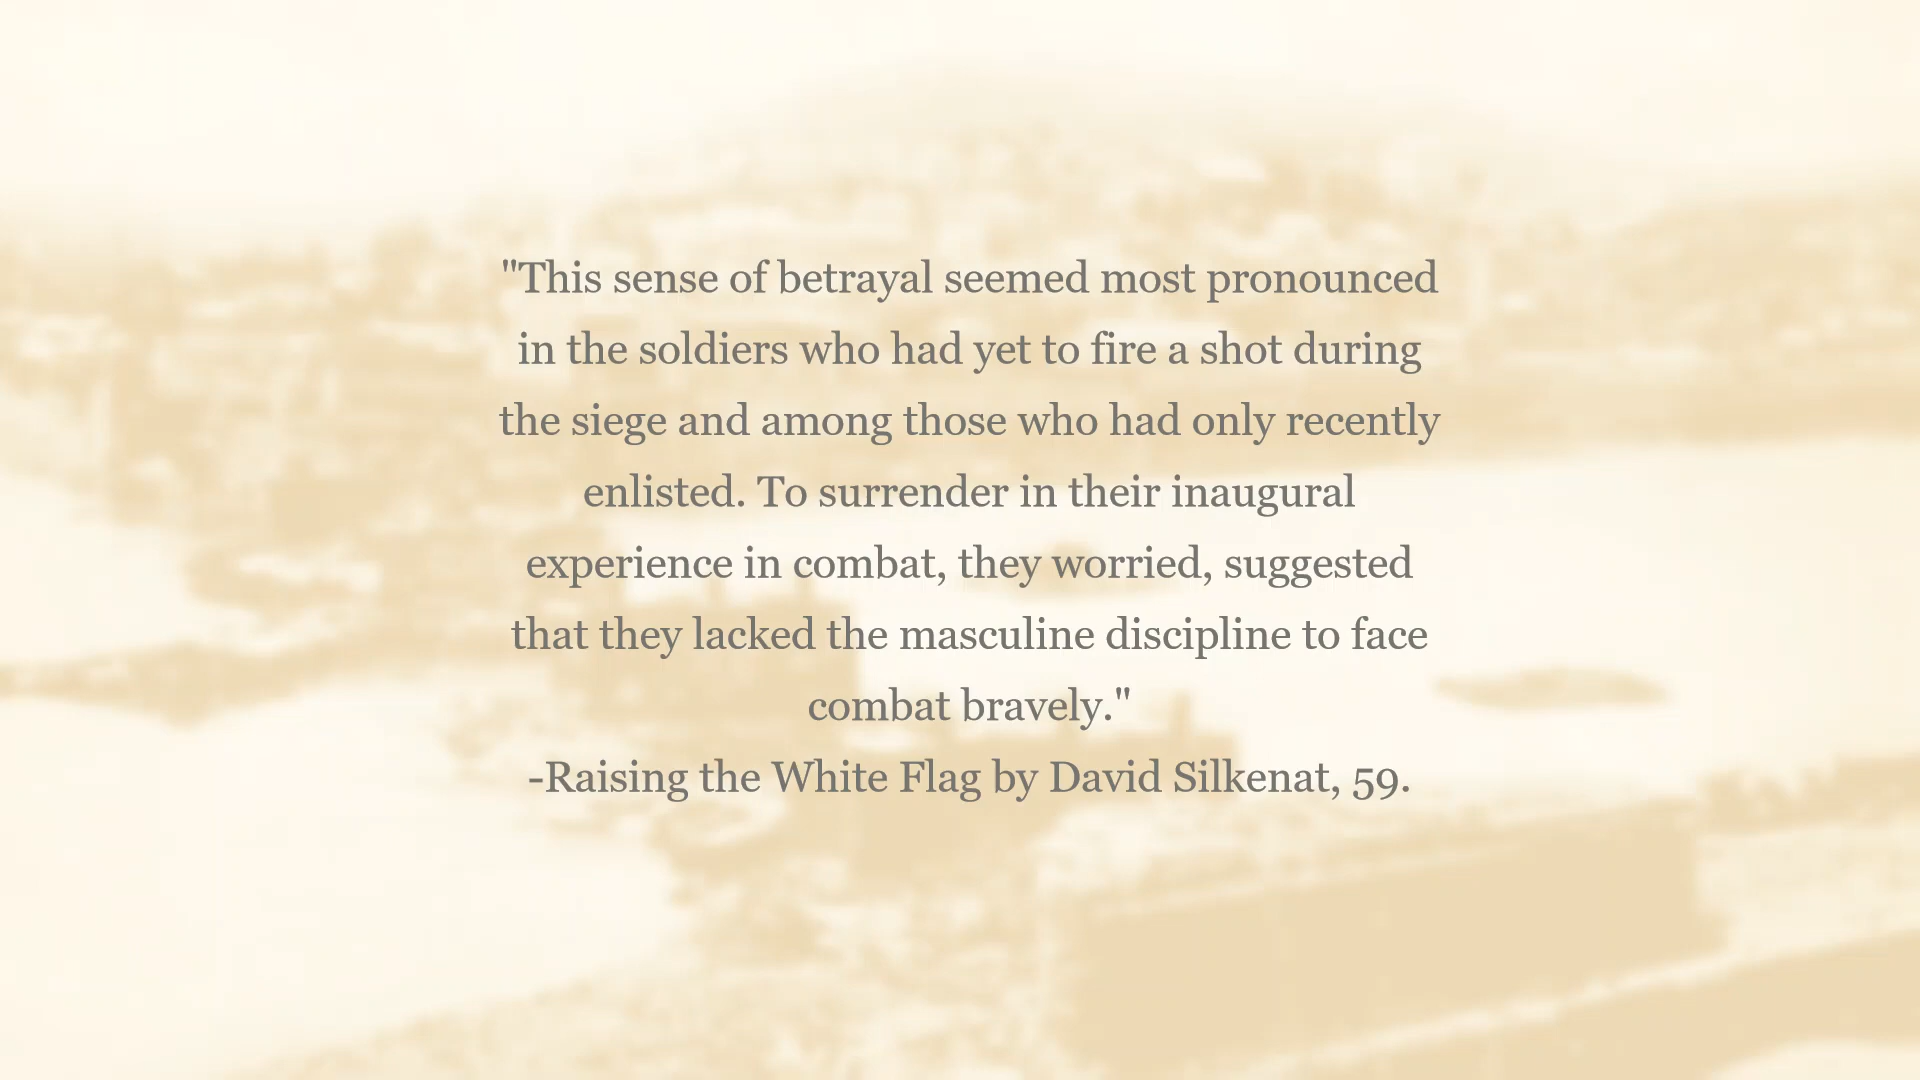 "This sense of betrayal seemed most pronounced
in the soldiers who had yet to fire a shot during
the siege and among those who had only recently
enlisted. To surrender in their inaugural
experience in combat, they worried, suggested
that they lacked the masculine discipline to face
combat bravely."
-Raising the White Flag by David Silkenat, 59.